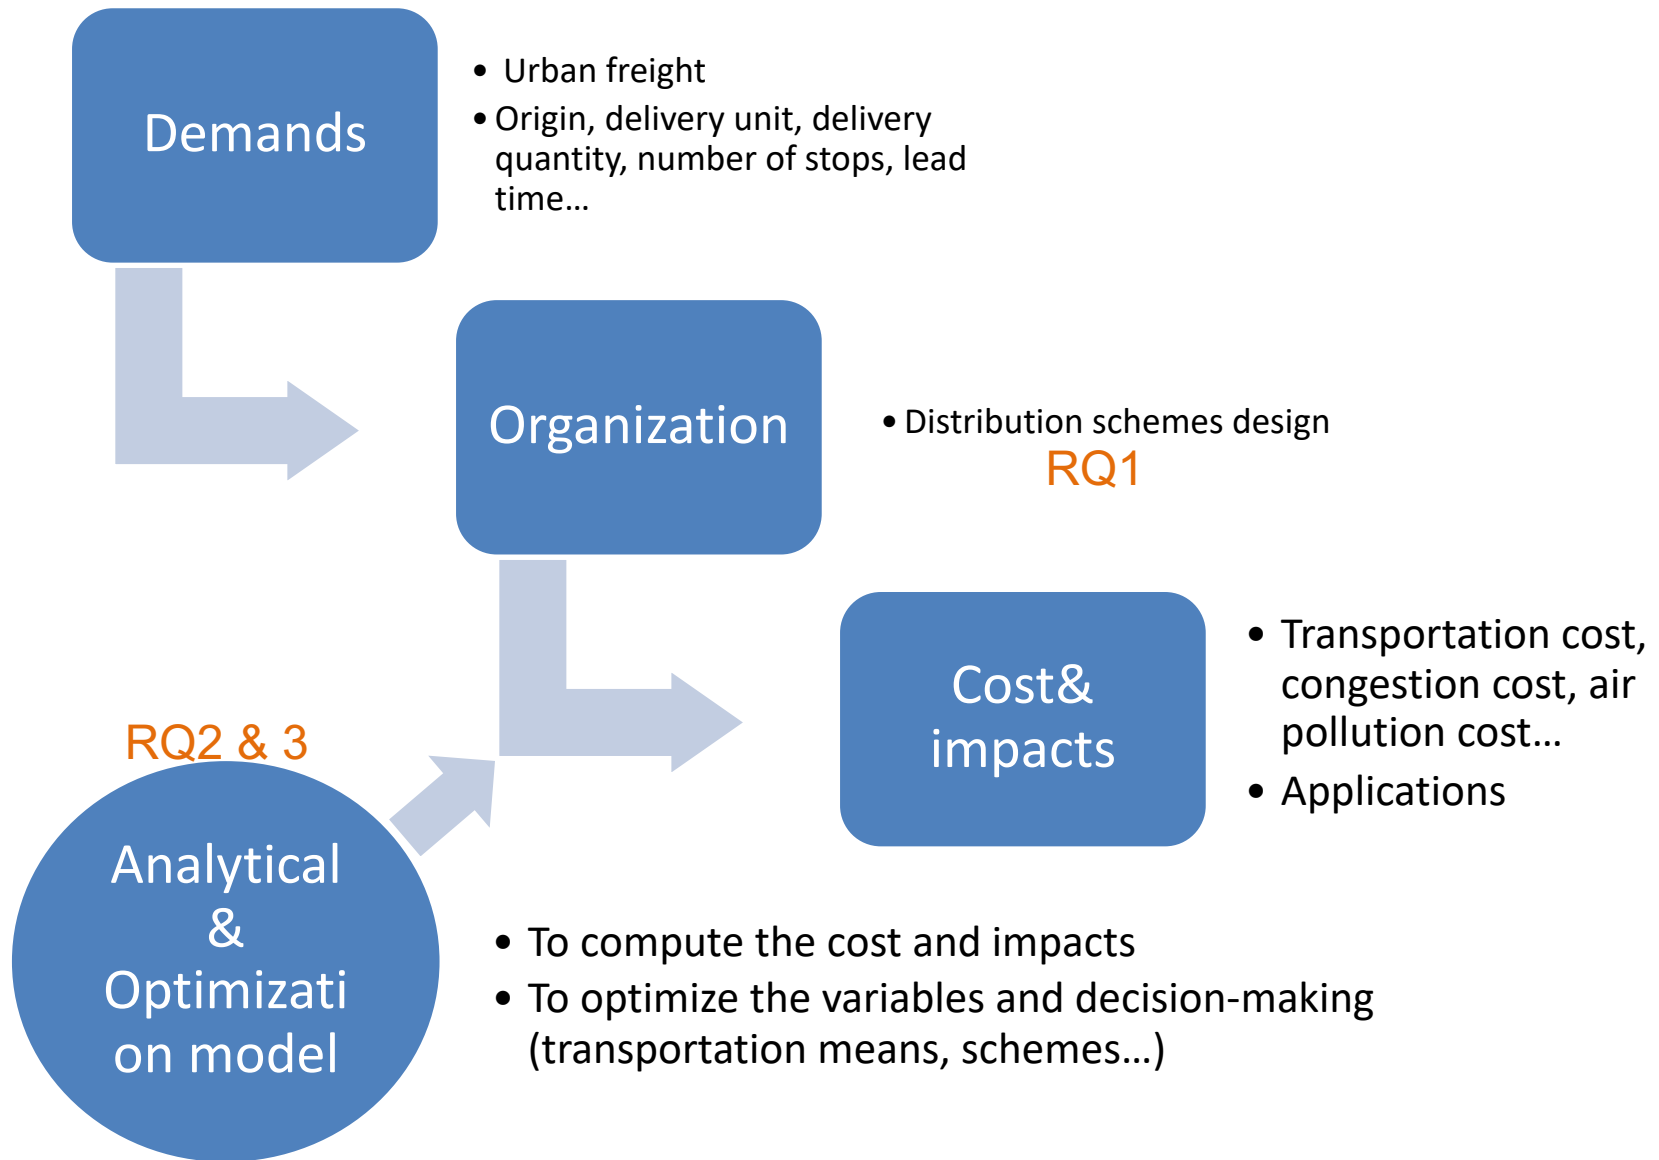 Demands
• Urban freight
• Origin, delivery unit, delivery
quantity, number of stops, lead
time…
Organization
• Distribution schemes design
RQ1
Cost&
impacts
• Transportation cost,
congestion cost, air
pollution cost…
• Applications
RQ2 & 3
Analytical
&
Optimizati
on model
• To compute the cost and impacts
• To optimize the variables and decision-making
(transportation means, schemes…)